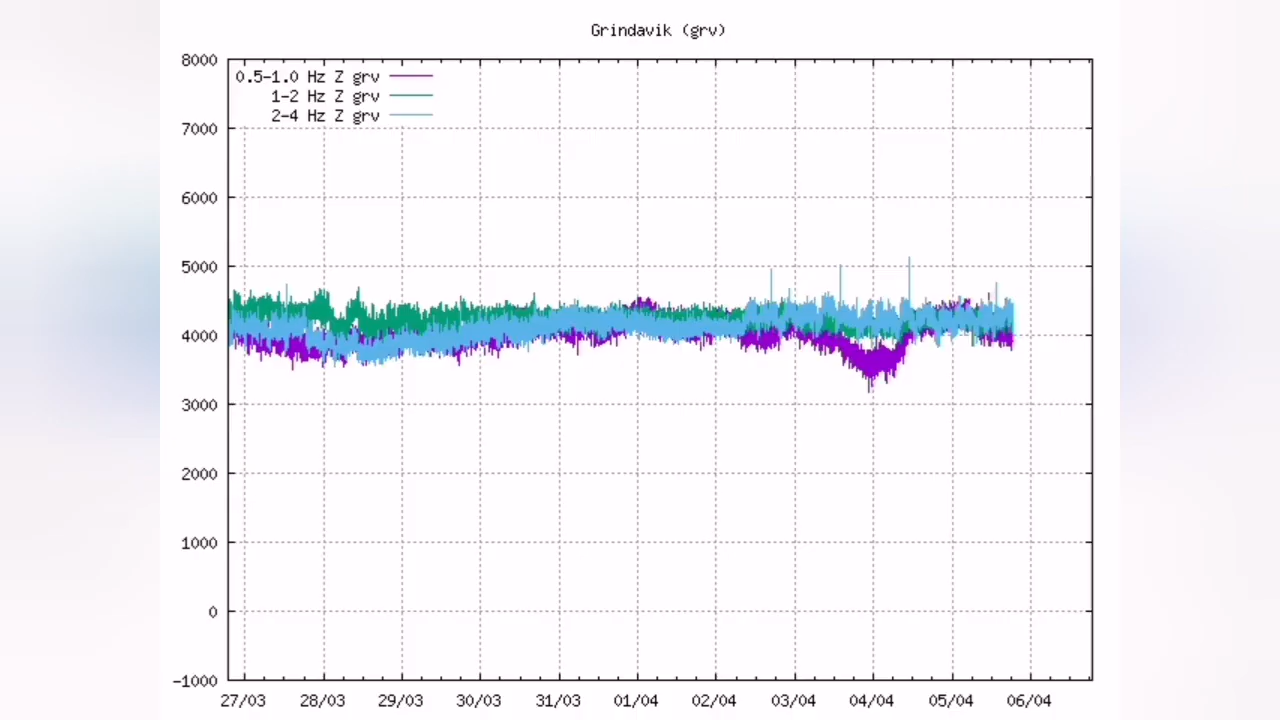 Grindavik (grv)
8000
0.5-1.0 Hz Z grv
1-2 Hz Z grv
2-4 Hz Z grv
7000
6000
5000
4000
3000
2000
1000
0
-1000
27/03 28/03 29/03 30/03 31/03 01/04 02/04 03/04 04/04 05/04 06/04